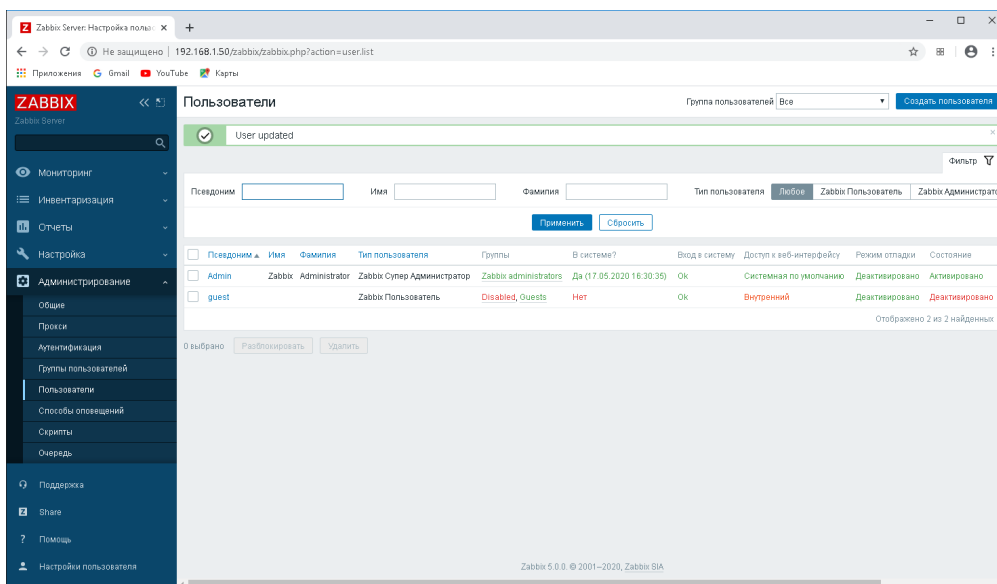 Zabbix Server: Настройка польз
Не защищено | 192.168.1.50/zabbix/zabbix.php?action=user.list
Приложения Gmail YouTube Карты
ZABBIX
Zabbix Server
Мониторинг
Инвентаризация
Отчеты
Настройка
Администрирование
Общие
Прокси
Аутентификация
Группы пользователей
Пользователи
Способы оповещений
Скрипты
Очередь
Поддержка
Share
Помощь
Настройки пользователя
Пользователи Группа пользователей Все Создать пользователя
User updated
Фильтр
Псевдоним Имя Фамилия Тип пользователя Любое Zabbix Пользователь Zabbix Администрато
Применить Сбросить
Псевдоним Имя Фамилия Тип пользователя Группы В системе? Вход в систему Доступ к веб-интерфейсу Режим отладки Состояние
Admin Zabbix Administrator Zabbix Супер Администратор Zabbix administrators Да (17.05.2020 16:30:35) Ok Системная по умолчанию Деактивировано Активировано
guest Zabbix Пользователь Disabled, Guests Нет Ok Внутренний Деактивировано Деактивировано
Отображено 2 из 2 найденных
0 выбрано Разблокировать Удалить
Zabbix 5.0.0. © 2001–2020, Zabbix SIA